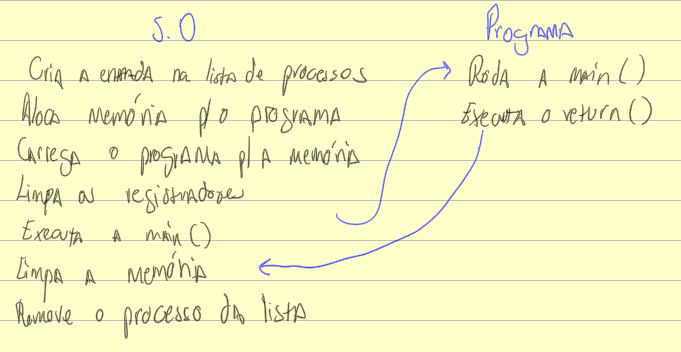 S.O
Cria a entrada na lista de processos
Aloca memória p/ o programa
Carrega o programa p/ a memória
Limpa os registradores
Executa a main()
Limpa a memória
Remove o processo da lista
Programa
Roda a main()
Executa o return()